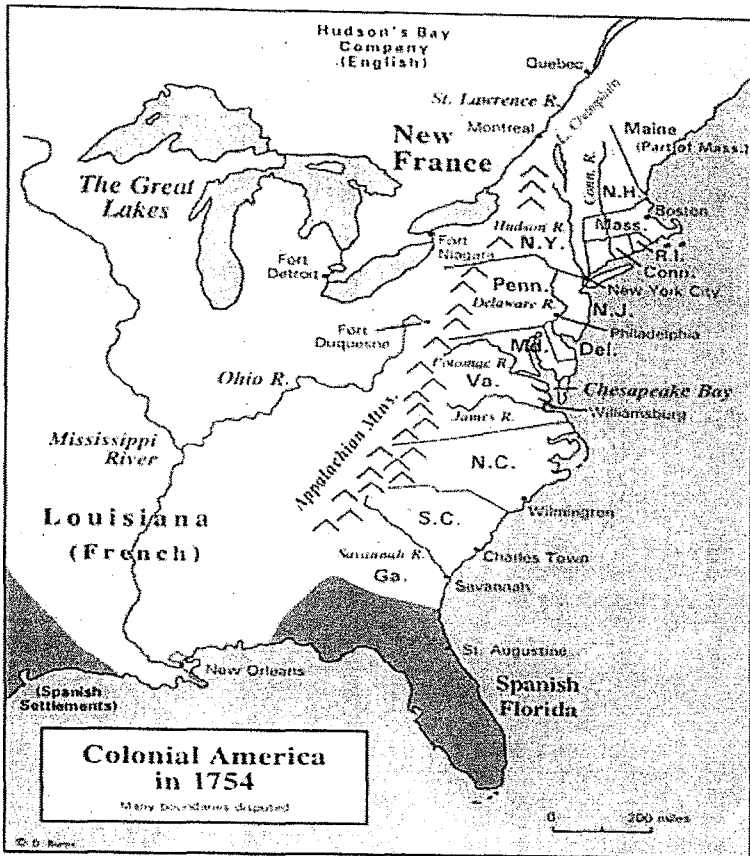 Hudson's Bay
Company
(English)
Quebec
St. Lawrence R.
L. Champlain
Montreal
New
France
Maine
(Part of Mass.)
Conn. R.
N.H.
The Great
Lakes
Boston
Mass.
Hudson R.
Fort
Niagara
N.Y.
R.I.
Conn.
Fort
Detroit
New York City
Penn.
Delaware R.
N.J.
Philadelphia
Fort
Duquesne
Md.
Del.
Potomac R.
Ohio R.
Va.
Chesapeake Bay
Williamsburg
James R.
Appalachian Mtns.
Mississippi
River
N.C.
Wilmington
Louisiana
(French)
S.C.
Charles Town
Savannah R.
Ga.
Savannah
St. Augustine
New Orleans
Spanish
Florida
(Spanish
Settlements)
Colonial America
in 1754
Many boundaries disputed
0 200 miles
© D.